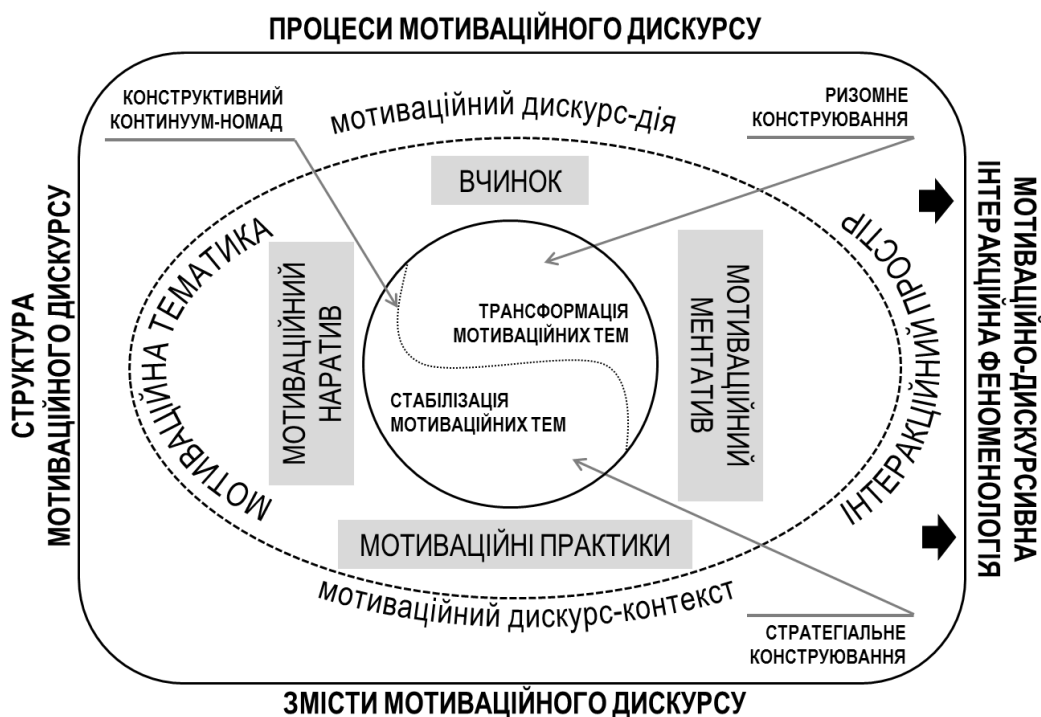 ПРОЦЕСИ МОТИВАЦІЙНОГО ДИСКУРСУ
КОНСТРУКТИВНИЙ
КОНТИНУУМ-НОМАД
РИЗОМНЕ
КОНСТРУЮВАННЯ
мотиваційний дискурс-дія
ВЧИНОК
СТРУКТУРА
МОТИВАЦІЙНОГО ДИСКУРСУ
МОТИВАЦІЙНА ТЕМАТИКА
МОТИВАЦІЙНИЙ
НАРАТИВ
ТРАНСФОРМАЦІЯ
МОТИВАЦІЙНИХ ТЕМ
СТАБІЛІЗАЦІЯ
МОТИВАЦІЙНИХ ТЕМ
МОТИВАЦІЙНИЙ
МЕНТАТИВ
ІНТЕРАКЦІЙНИЙ ПРОСТІР
МОТИВАЦІЙНО-ДИСКУРСИВНА
ІНТЕРАКЦІЙНА ФЕНОМЕНОЛОГІЯ
МОТИВАЦІЙНІ ПРАКТИКИ
мотиваційний дискурс-контекст
СТРАТЕГІАЛЬНЕ
КОНСТРУЮВАННЯ
ЗМІСТИ МОТИВАЦІЙНОГО ДИСКУРСУ